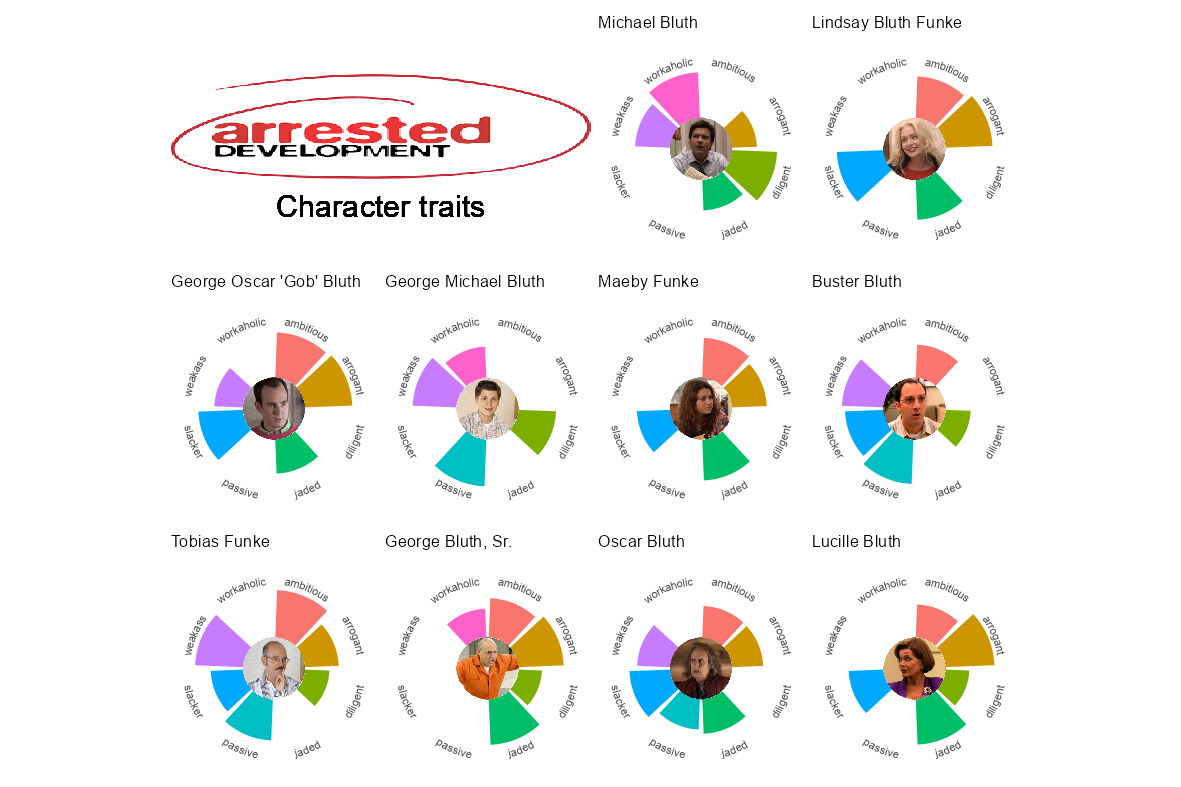 arrested
DEVELOPMENT
Character traits
Michael Bluth
workaholic
ambitious
weakass
arrogant
slacker
diligent
passive
jaded
Lindsay Bluth Funke
workaholic
ambitious
weakass
arrogant
slacker
diligent
passive
jaded
George Oscar 'Gob' Bluth
workaholic
ambitious
weakass
arrogant
slacker
diligent
passive
jaded
George Michael Bluth
workaholic
ambitious
weakass
arrogant
slacker
diligent
passive
jaded
Maeby Funke
workaholic
ambitious
weakass
arrogant
slacker
diligent
passive
jaded
Buster Bluth
workaholic
ambitious
weakass
arrogant
slacker
diligent
passive
jaded
Tobias Funke
workaholic
ambitious
weakass
arrogant
slacker
diligent
passive
jaded
George Bluth, Sr.
workaholic
ambitious
weakass
arrogant
slacker
diligent
passive
jaded
Oscar Bluth
workaholic
ambitious
weakass
arrogant
slacker
diligent
passive
jaded
Lucille Bluth
workaholic
ambitious
weakass
arrogant
slacker
diligent
passive
jaded